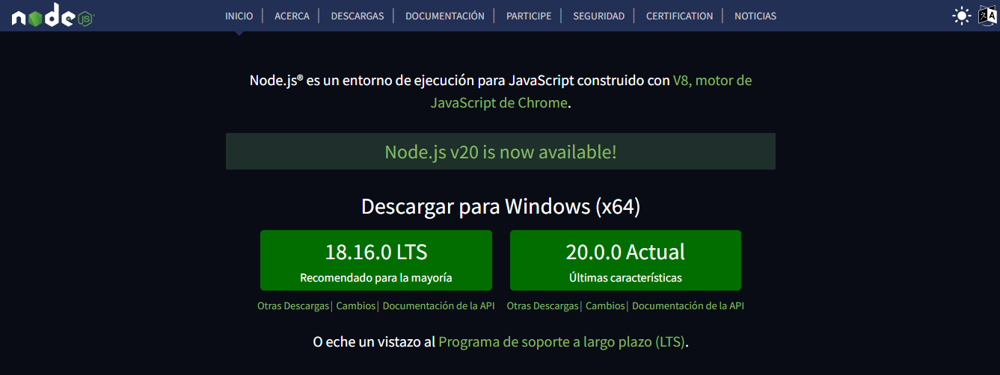 node JS
INICIO | ACERCA | DESCARGAS | DOCUMENTACIÓN | PARTICIPE | SEGURIDAD | CERTIFICATION | NOTICIAS
Node.js® es un entorno de ejecución para JavaScript construido con V8, motor de
JavaScript de Chrome.
Node.js v20 is now available!
Descargar para Windows (x64)
18.16.0 LTS
Recomendado para la mayoría
Otras Descargas | Cambios | Documentación de la API
20.0.0 Actual
Últimas características
Otras Descargas | Cambios | Documentación de la API
O eche un vistazo al Programa de soporte a largo plazo (LTS).